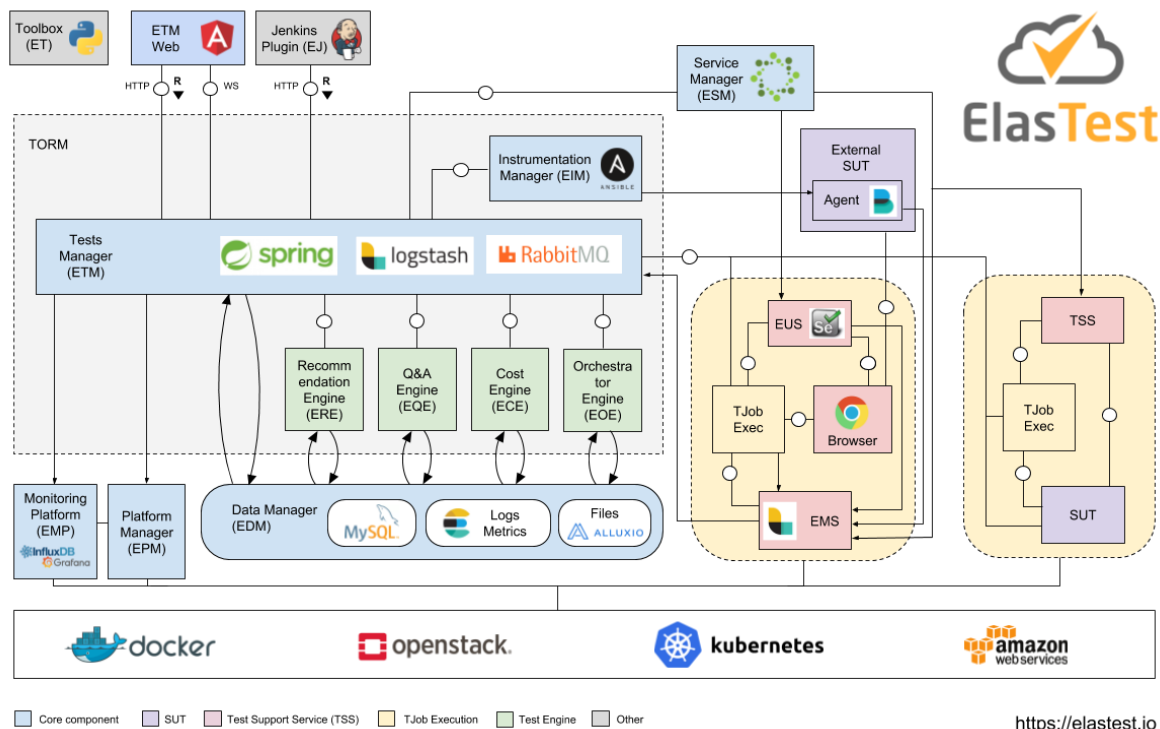 Toolbox
(ET)
ETM
Web
Jenkins
Plugin (EJ)
HTTP
R
WS
HTTP
R
Service
Manager
(ESM)
ElasTest
TORM
Instrumentation
Manager (EIM)
ANSIBLE
External
SUT
Agent
Tests
Manager
(ETM)
spring
logstash
RabbitMQ
EUS
Se
TSS
Recomm
endation
Engine
(ERE)
Q&A
Engine
(EQE)
Cost
Engine
(ECE)
Orchestra
tor Engine
(EOE)
TJob
Exec
Browser
TJob
Exec
Monitoring
Platform
(EMP)
InfluxDB
Grafana
Platform
Manager
(EPM)
Data Manager
(EDM)
MySQL
Logs
Metrics
Files
ALLUXIO
EMS
SUT
docker
openstack.
kubernetes
amazon
web services
Core component
SUT
Test Support Service (TSS)
TJob Execution
Test Engine
Other
https://elastest.io